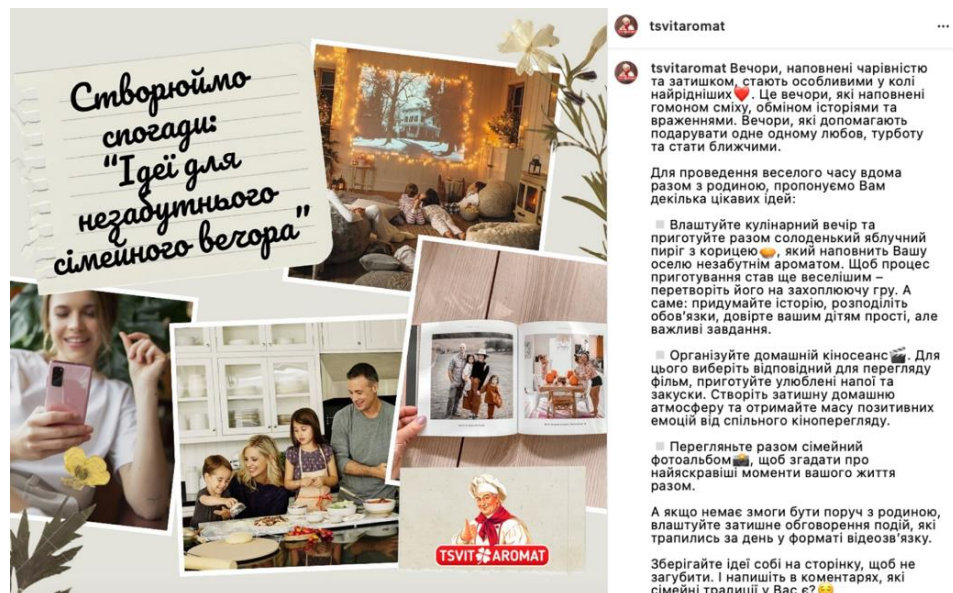 Створюймо
спогади:
"Ідеї для
незабутнього
сімейного вечора"
TSVIT AROMAT
tsvitaromat
tsvitaromat Вечори, наповнені чарівністю
та затишком, стають особливими у колі
найрідніших❤️. Це вечори, які наповнені
гомоном сміху, обміном історіями та
враженнями. Вечори, які допомагають
подарувати одне одному любов, турботу
та стати ближчими.
Для проведення веселого часу вдома
разом з родиною, пропонуємо Вам
декілька цікавих ідей:
◽ Влаштуйте кулінарний вечір та
приготуйте разом солоденький яблучний
пиріг з корицею🥧, який наповнить Вашу
оселю незабутнім ароматом. Щоб процес
приготування став ще веселішим –
перетворіть його на захоплюючу гру. А
саме: придумайте історію, розподіліть
обов'язки, довірте вашим дітям прості, але
важливі завдання.
◽ Організуйте домашній кіносеанс🎬. Для
цього виберіть відповідний для перегляду
фільм, приготуйте улюблені напої та
закуски. Створіть затишну домашню
атмосферу та отримайте масу позитивних
емоцій від спільного кіноперегляду.
◽ Перегляньте разом сімейний
фотоальбом📸, щоб згадати про
найяскравіші моменти вашого життя
разом.
А якщо немає змоги бути поруч з родиною,
влаштуйте затишне обговорення подій, які
трапились за день у форматі відеозв'язку.
Зберігайте ідеї собі на сторінку, щоб не
загубити. І напишіть в коментарях, які
сімейні традиції у Вас є?😌